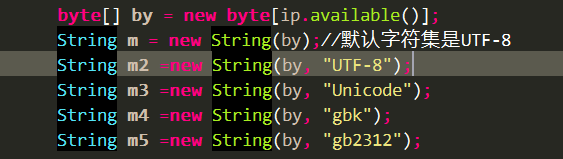 byte[] by = new byte[ip.available()];
String m = new String(by);//默认字符集是UTF-8
String m2 =new String(by, "UTF-8");
String m3 =new String(by, "Unicode");
String m4 =new String(by, "gbk");
String m5 =new String(by, "gb2312");